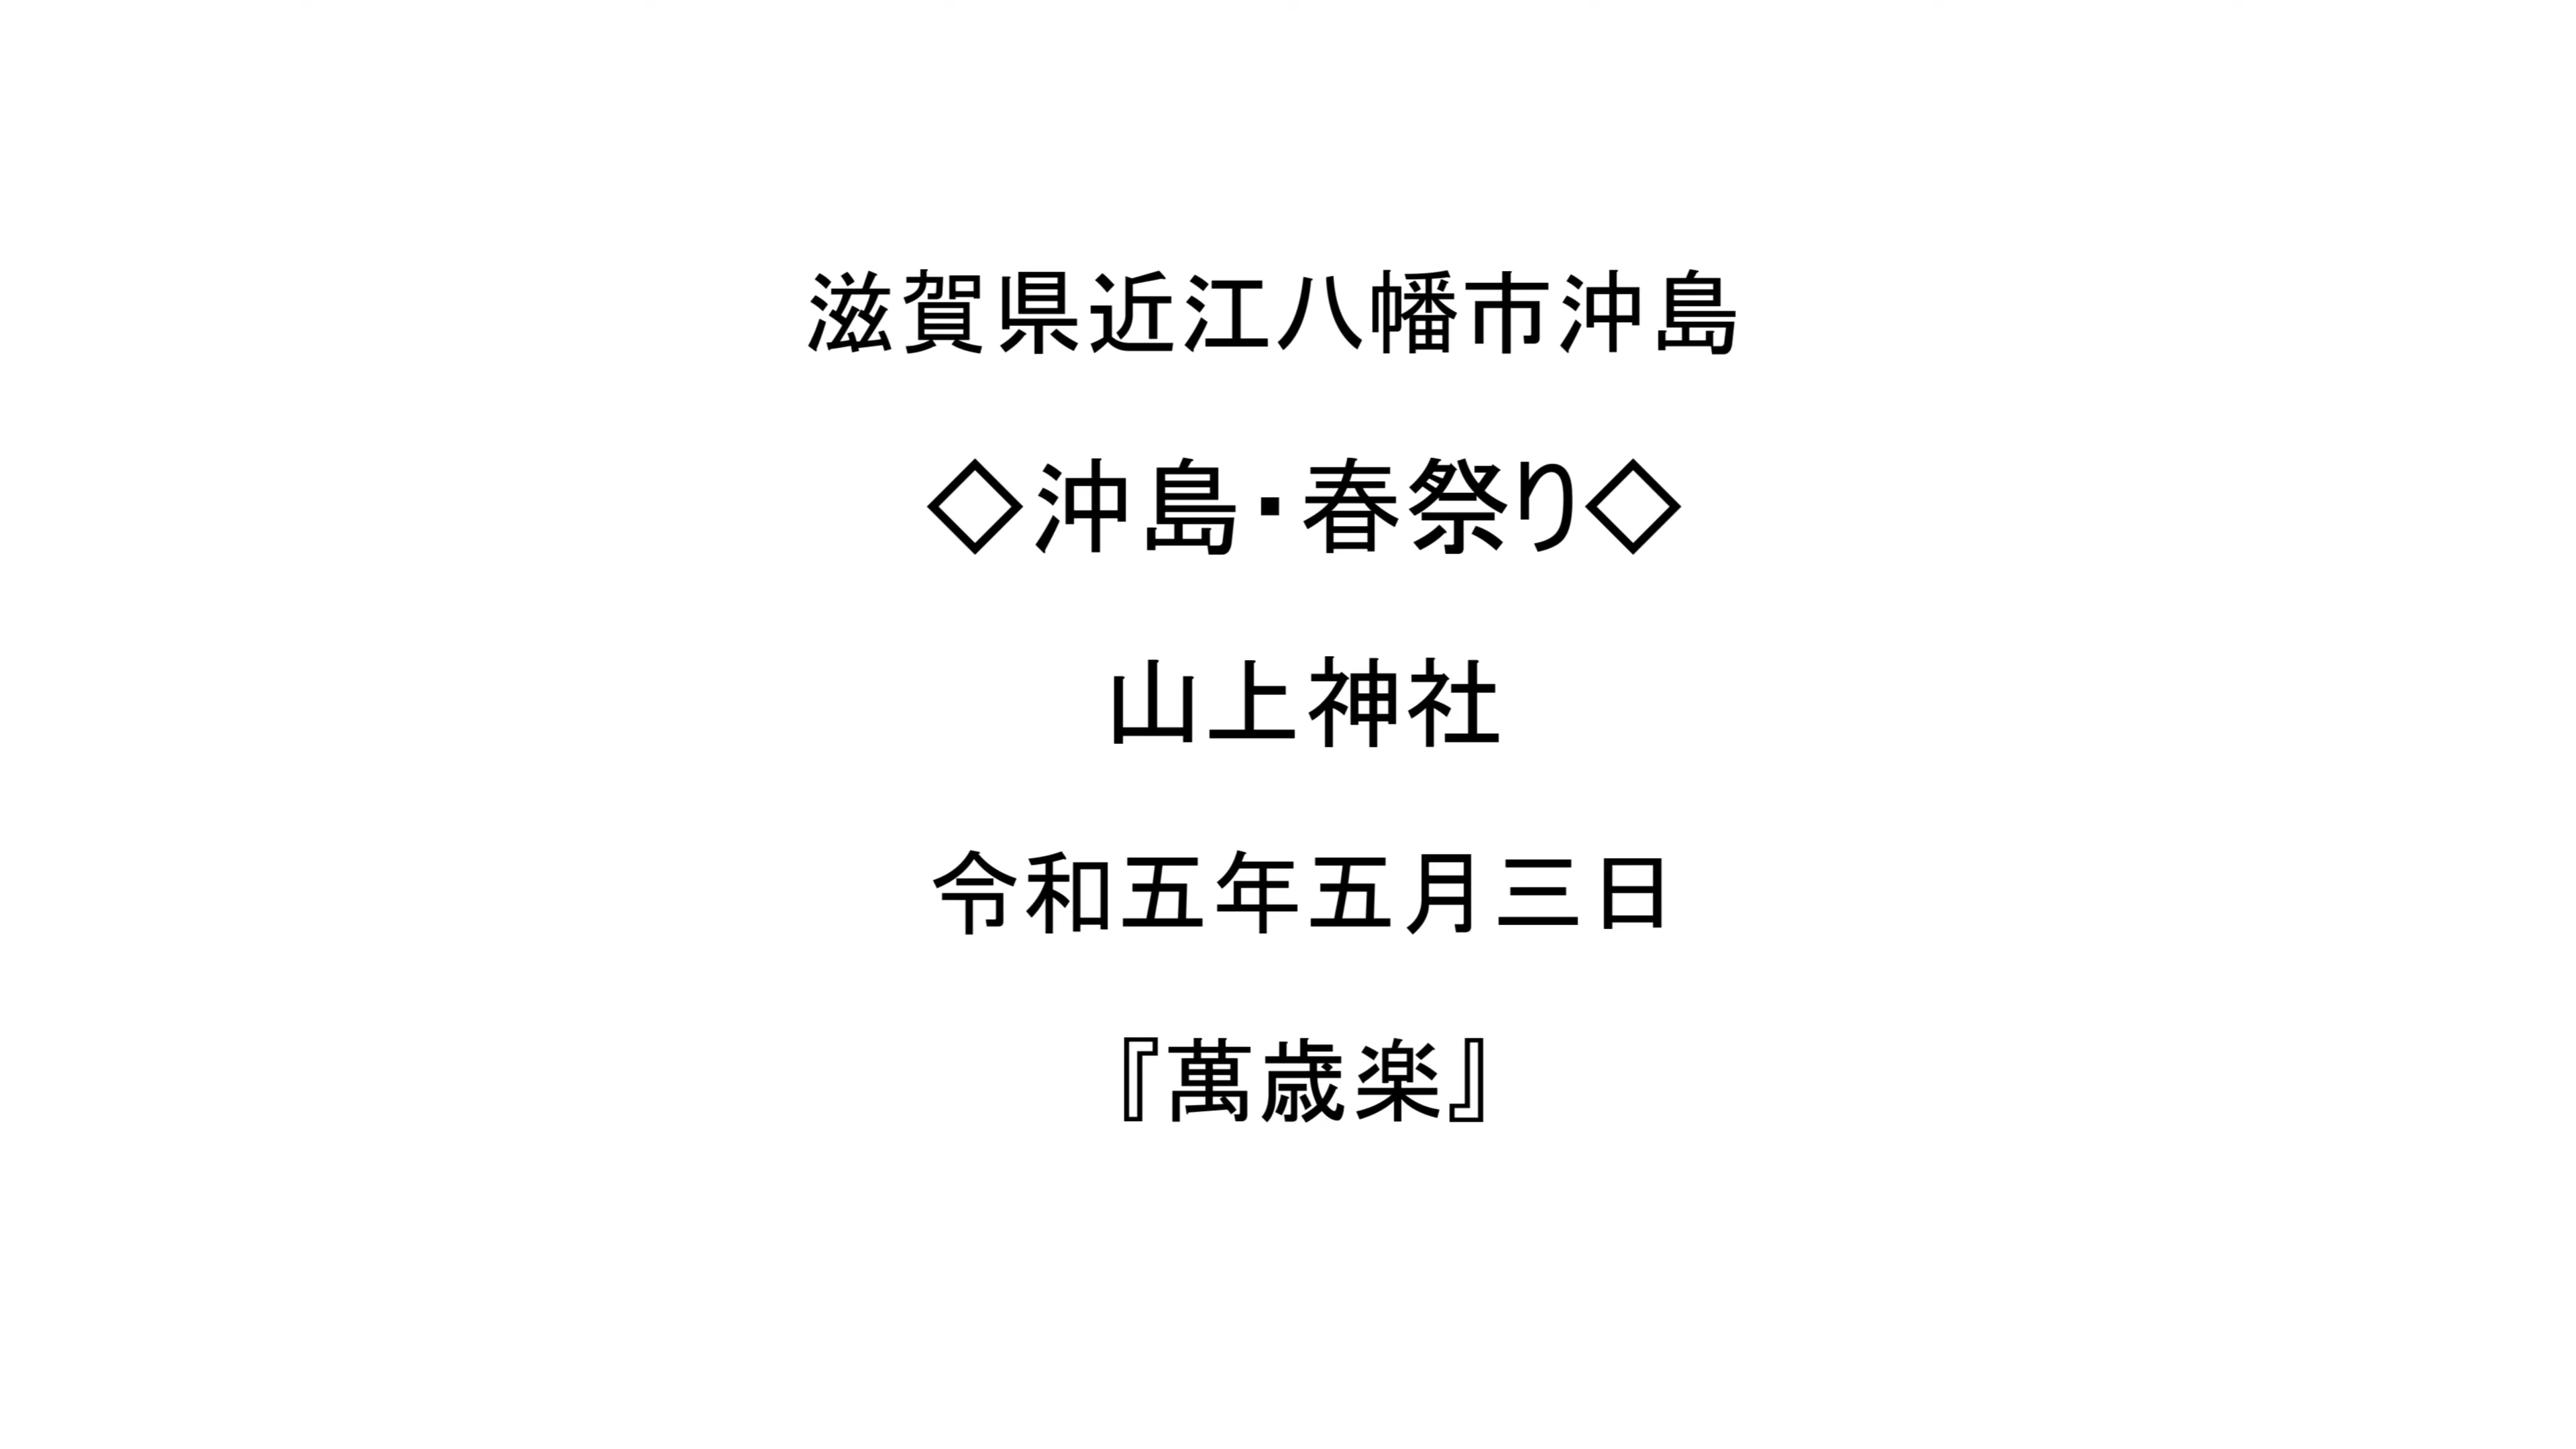 滋賀県近江八幡市沖島
◇沖島・春祭り◇
山上神社
令和五年五月三日
『萬歳楽』